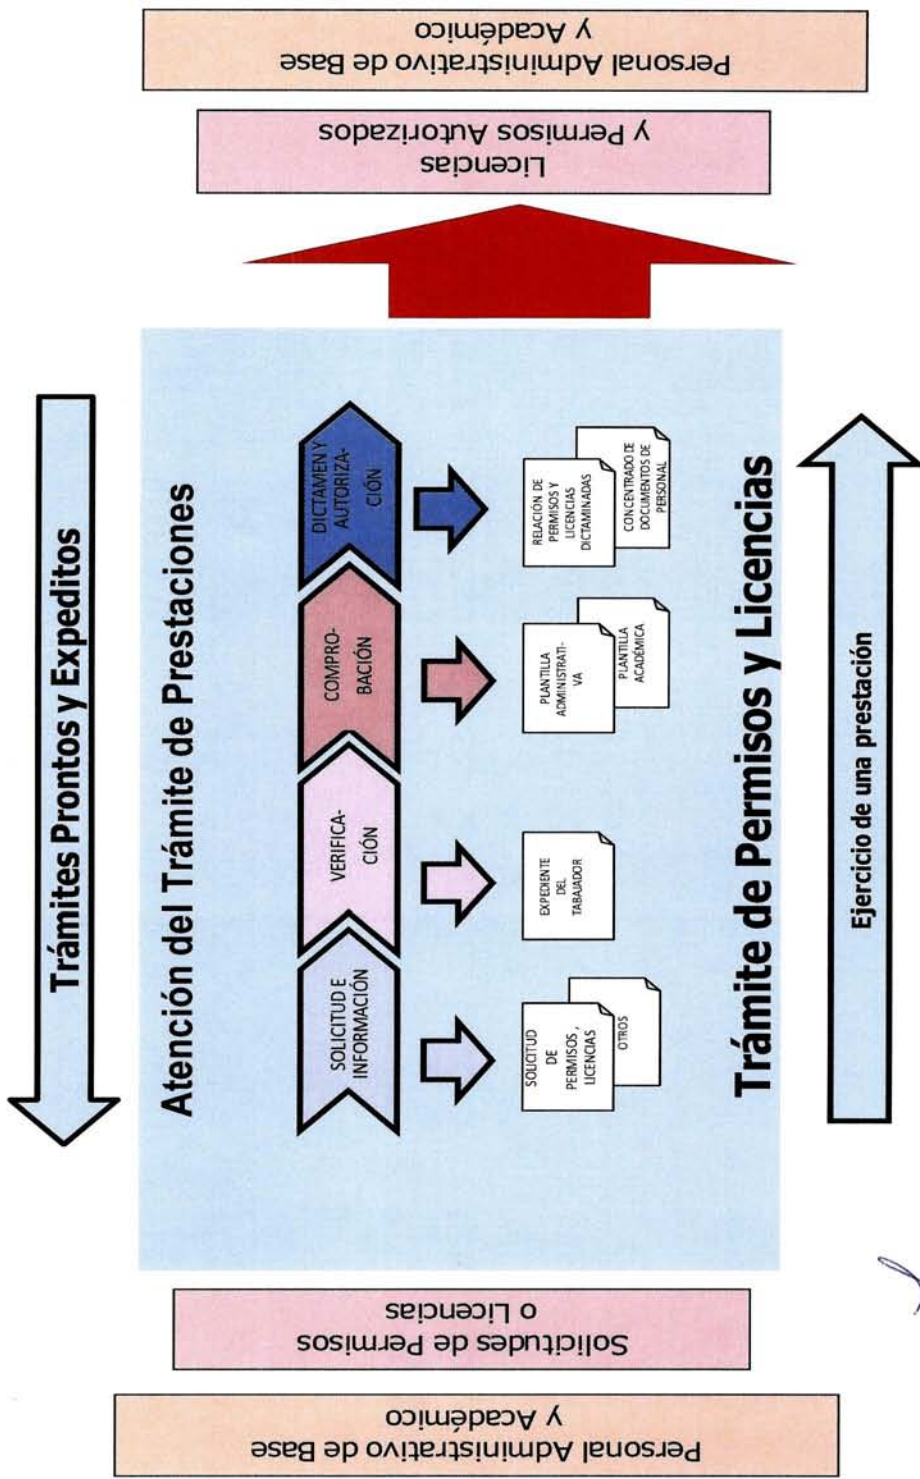 Trámites Prontos y Expeditos
Personal Administrativo de Base
y Académico
Solicitudes de Permisos
o Licencias
Atención del Trámite de Prestaciones
SOLICITUD E
INFORMACIÓN
VERIFICA-
CIÓN
COMPRO-
BACIÓN
DICTAMEN Y
AUTORIZA-
CIÓN
SOLICITUD
DE
PERMISOS ,
LICENCIAS
OTROS
EXPEDIENTE
DEL
TABAJADOR
PLANTILLA
ADMINISTRATI-
VA
PLANTILLA
ACADÉMICA
RELACIÓN DE
PERMISOS Y
LICENCIAS
DICTAMINADAS
CONCENTRADO DE
DOCUMENTOS DE
PERSONAL
Trámite de Permisos y Licencias
Licencias
y Permisos Autorizados
Personal Administrativo de Base
y Académico
Ejercicio de una prestación